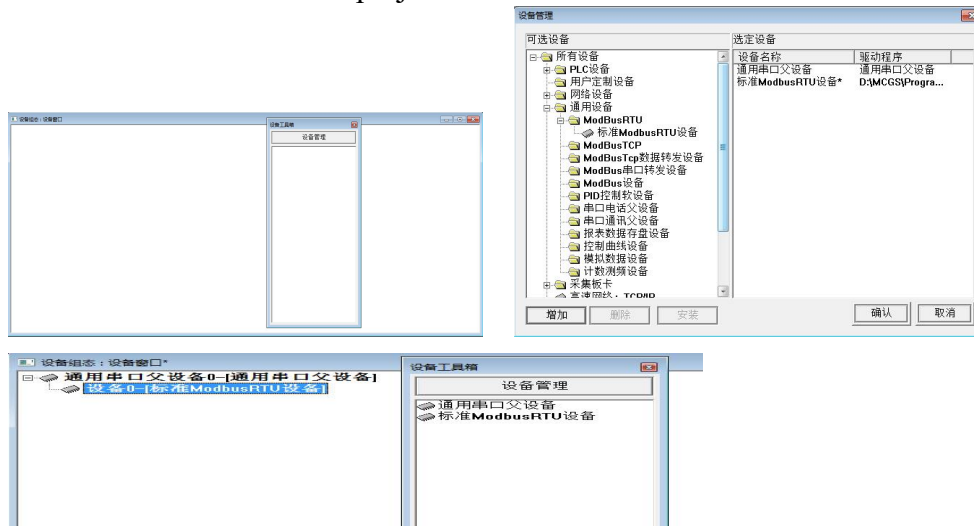 proj
设备组态：设备窗口
设备工具箱
设备管理
设备管理
可选设备
选定设备
设备名称 驱动程序
通用串口父设备 通用串口父设备
标准ModbusRTU设备* D:\MCGS\Progra...
所有设备
PLC设备
用户定制设备
网络设备
通用设备
ModBusRTU
标准ModbusRTU设备
ModBusTCP
ModBusTcp数据转发设备
ModBus串口转发设备
ModBus设备
PID控制软设备
串口电话父设备
串口通讯父设备
报表数据存盘设备
控制曲线设备
模拟数据设备
计数测频设备
采集板卡
增加 删除 安装 确认 取消
设备组态：设备窗口*
通用串口父设备0--[通用串口父设备]
设备0--[标准ModbusRTU设备]
设备工具箱
设备管理
通用串口父设备
标准ModbusRTU设备